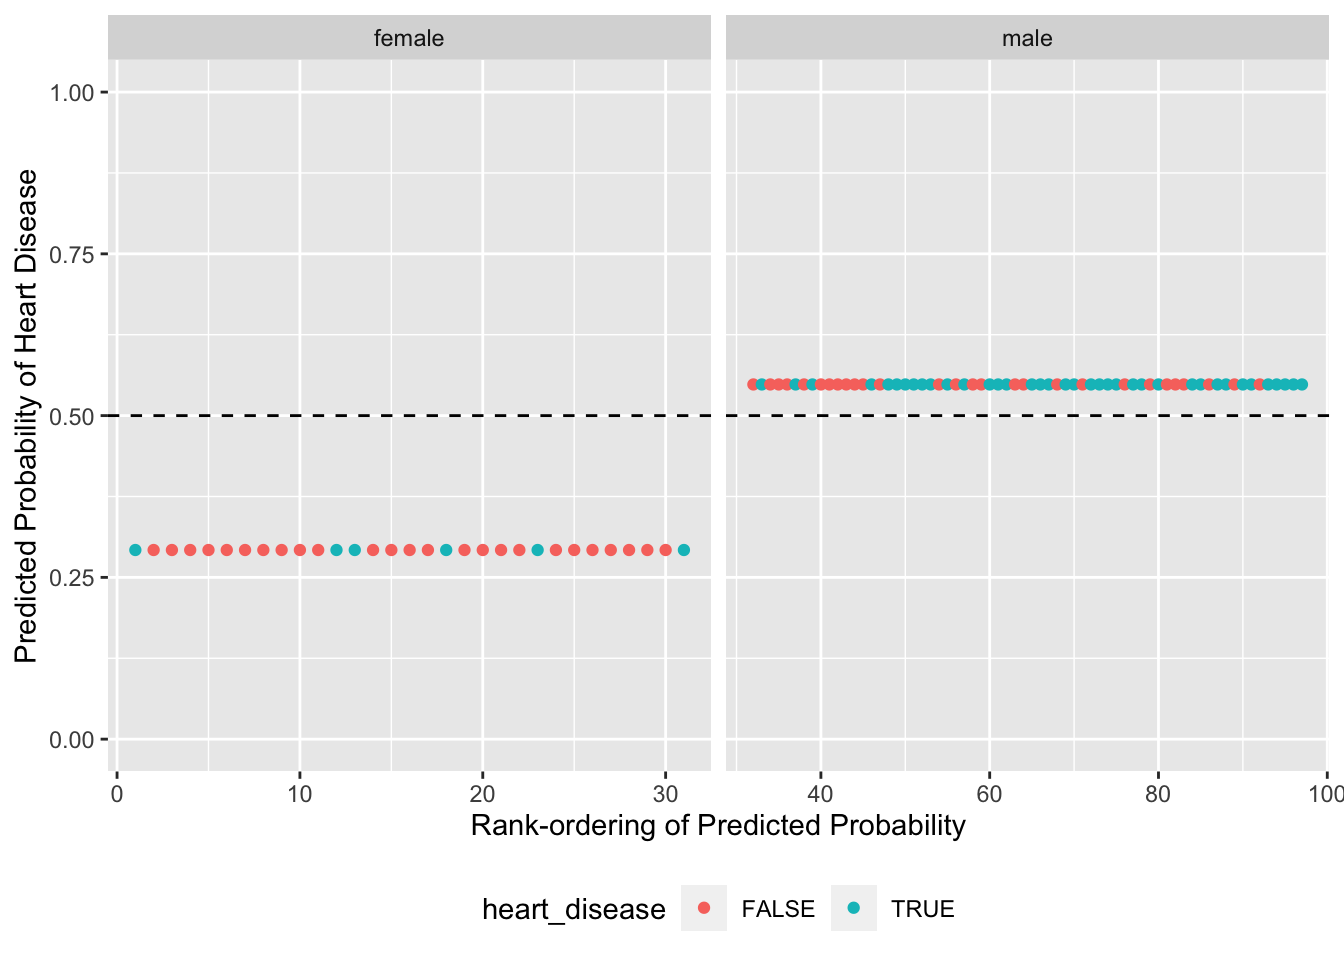 female
male
Predicted Probability of Heart Disease
1.00
0.75
0.50
0.25
0.00
0 10 20 30
40 60 80 100
Rank-ordering of Predicted Probability
heart_disease FALSE TRUE